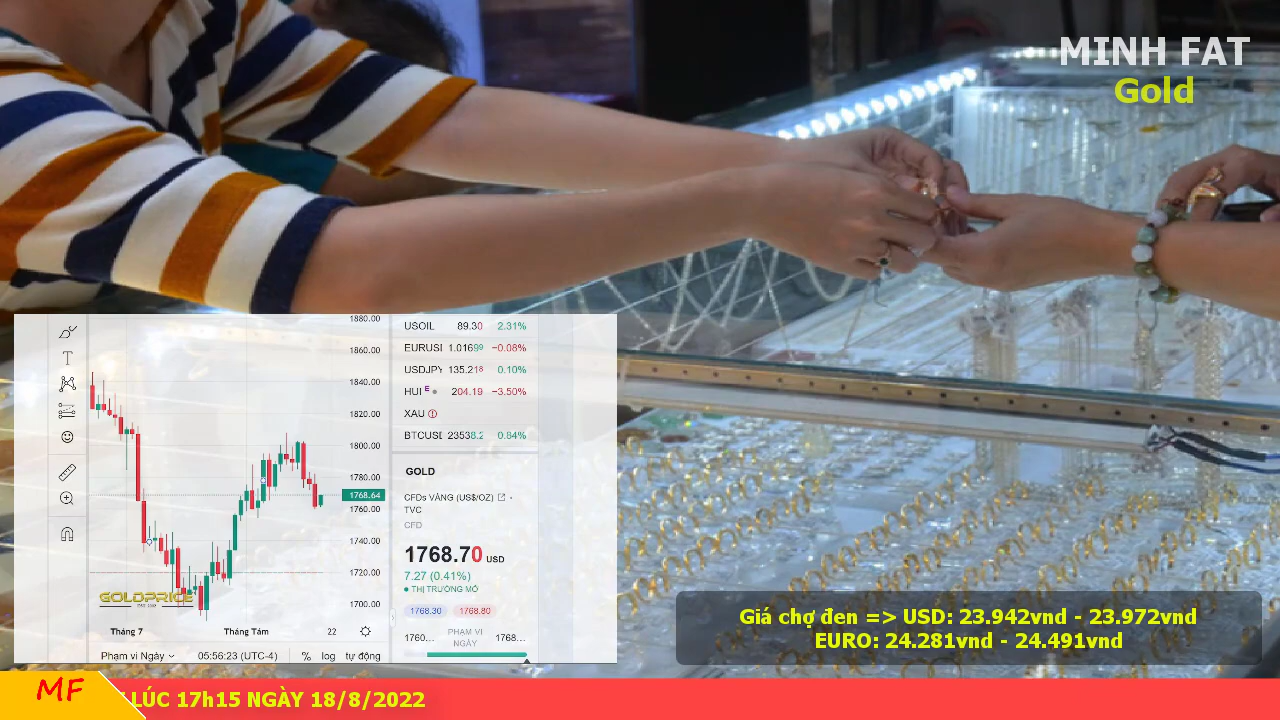 MINH FAT
Gold
1880.00
1860.00
1840.00
1820.00
1800.00
1780.00
1768.64
1760.00
1740.00
1720.00
1700.00
GOLDPRICE
Tháng 7 Tháng Tám 22
Phạm vi Ngày 05:56:23 (UTC-4) % log tự động
USOIL 89.30 2.31%
EURUSI 1.01699 −0.08%
USDJPY 135.218 0.10%
HUI E 204.19 −3.50%
XAU
BTCUSI 23538.2 0.84%
GOLD
CFDs VÀNG (US$/OZ)
TVC
CFD
1768.70 USD
7.27 (0.41%)
THỊ TRƯỜNG MỞ
1768.30 1768.80
1760... PHẠM VI NGÀY 1768...
Giá chợ đen => USD: 23.942vnd - 23.972vnd
EURO: 24.281vnd - 24.491vnd
MF
LÚC 17h15 NGÀY 18/8/2022